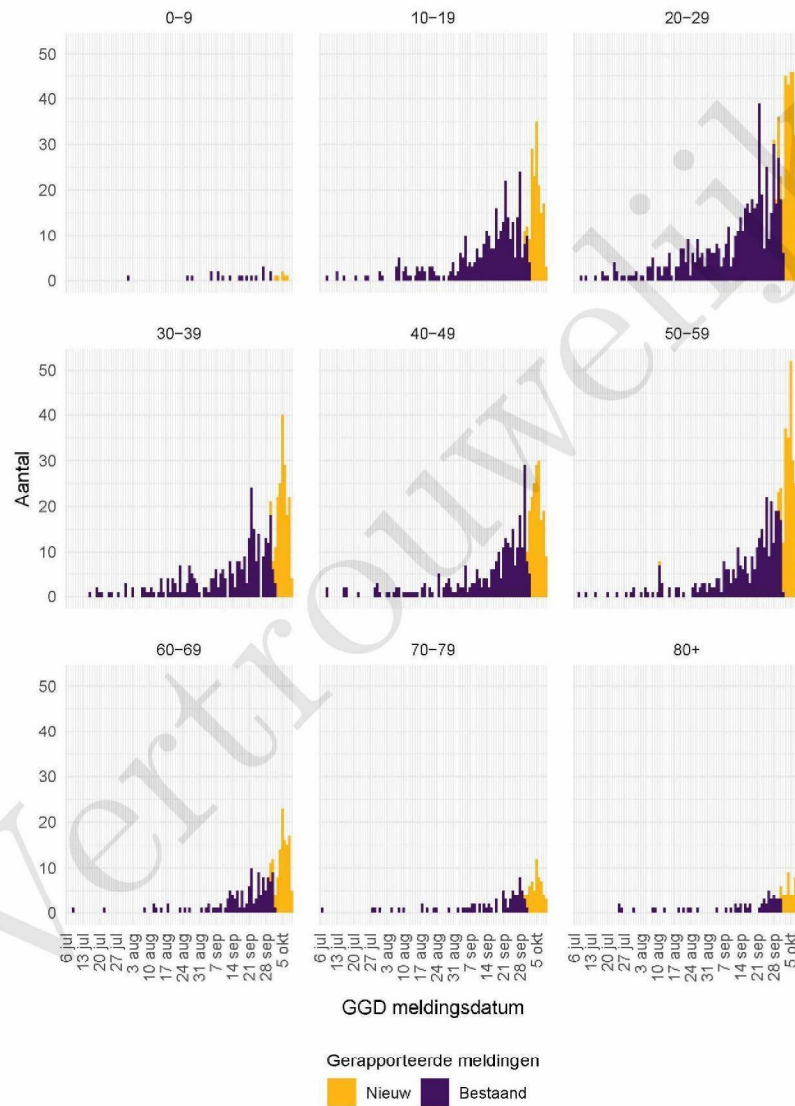 0-9
10-19
20-29
50
40
30
20
10
0
30-39
40-49
50-59
50
40
30
20
10
0
Aantal
60-69
70-79
80+
50
40
30
20
10
0
6 jul
13 jul
20 jul
27 jul
3 aug
10 aug
17 aug
24 aug
31 aug
7 sep
14 sep
21 sep
28 sep
5 okt
6 jul
13 jul
20 jul
27 jul
3 aug
10 aug
17 aug
24 aug
31 aug
7 sep
14 sep
21 sep
28 sep
5 okt
6 jul
13 jul
20 jul
27 jul
3 aug
10 aug
17 aug
24 aug
31 aug
7 sep
14 sep
21 sep
28 sep
5 okt
GGD meldingsdatum
Gerapporteerde meldingen
Nieuw
Bestaand
Vertrouwelijk